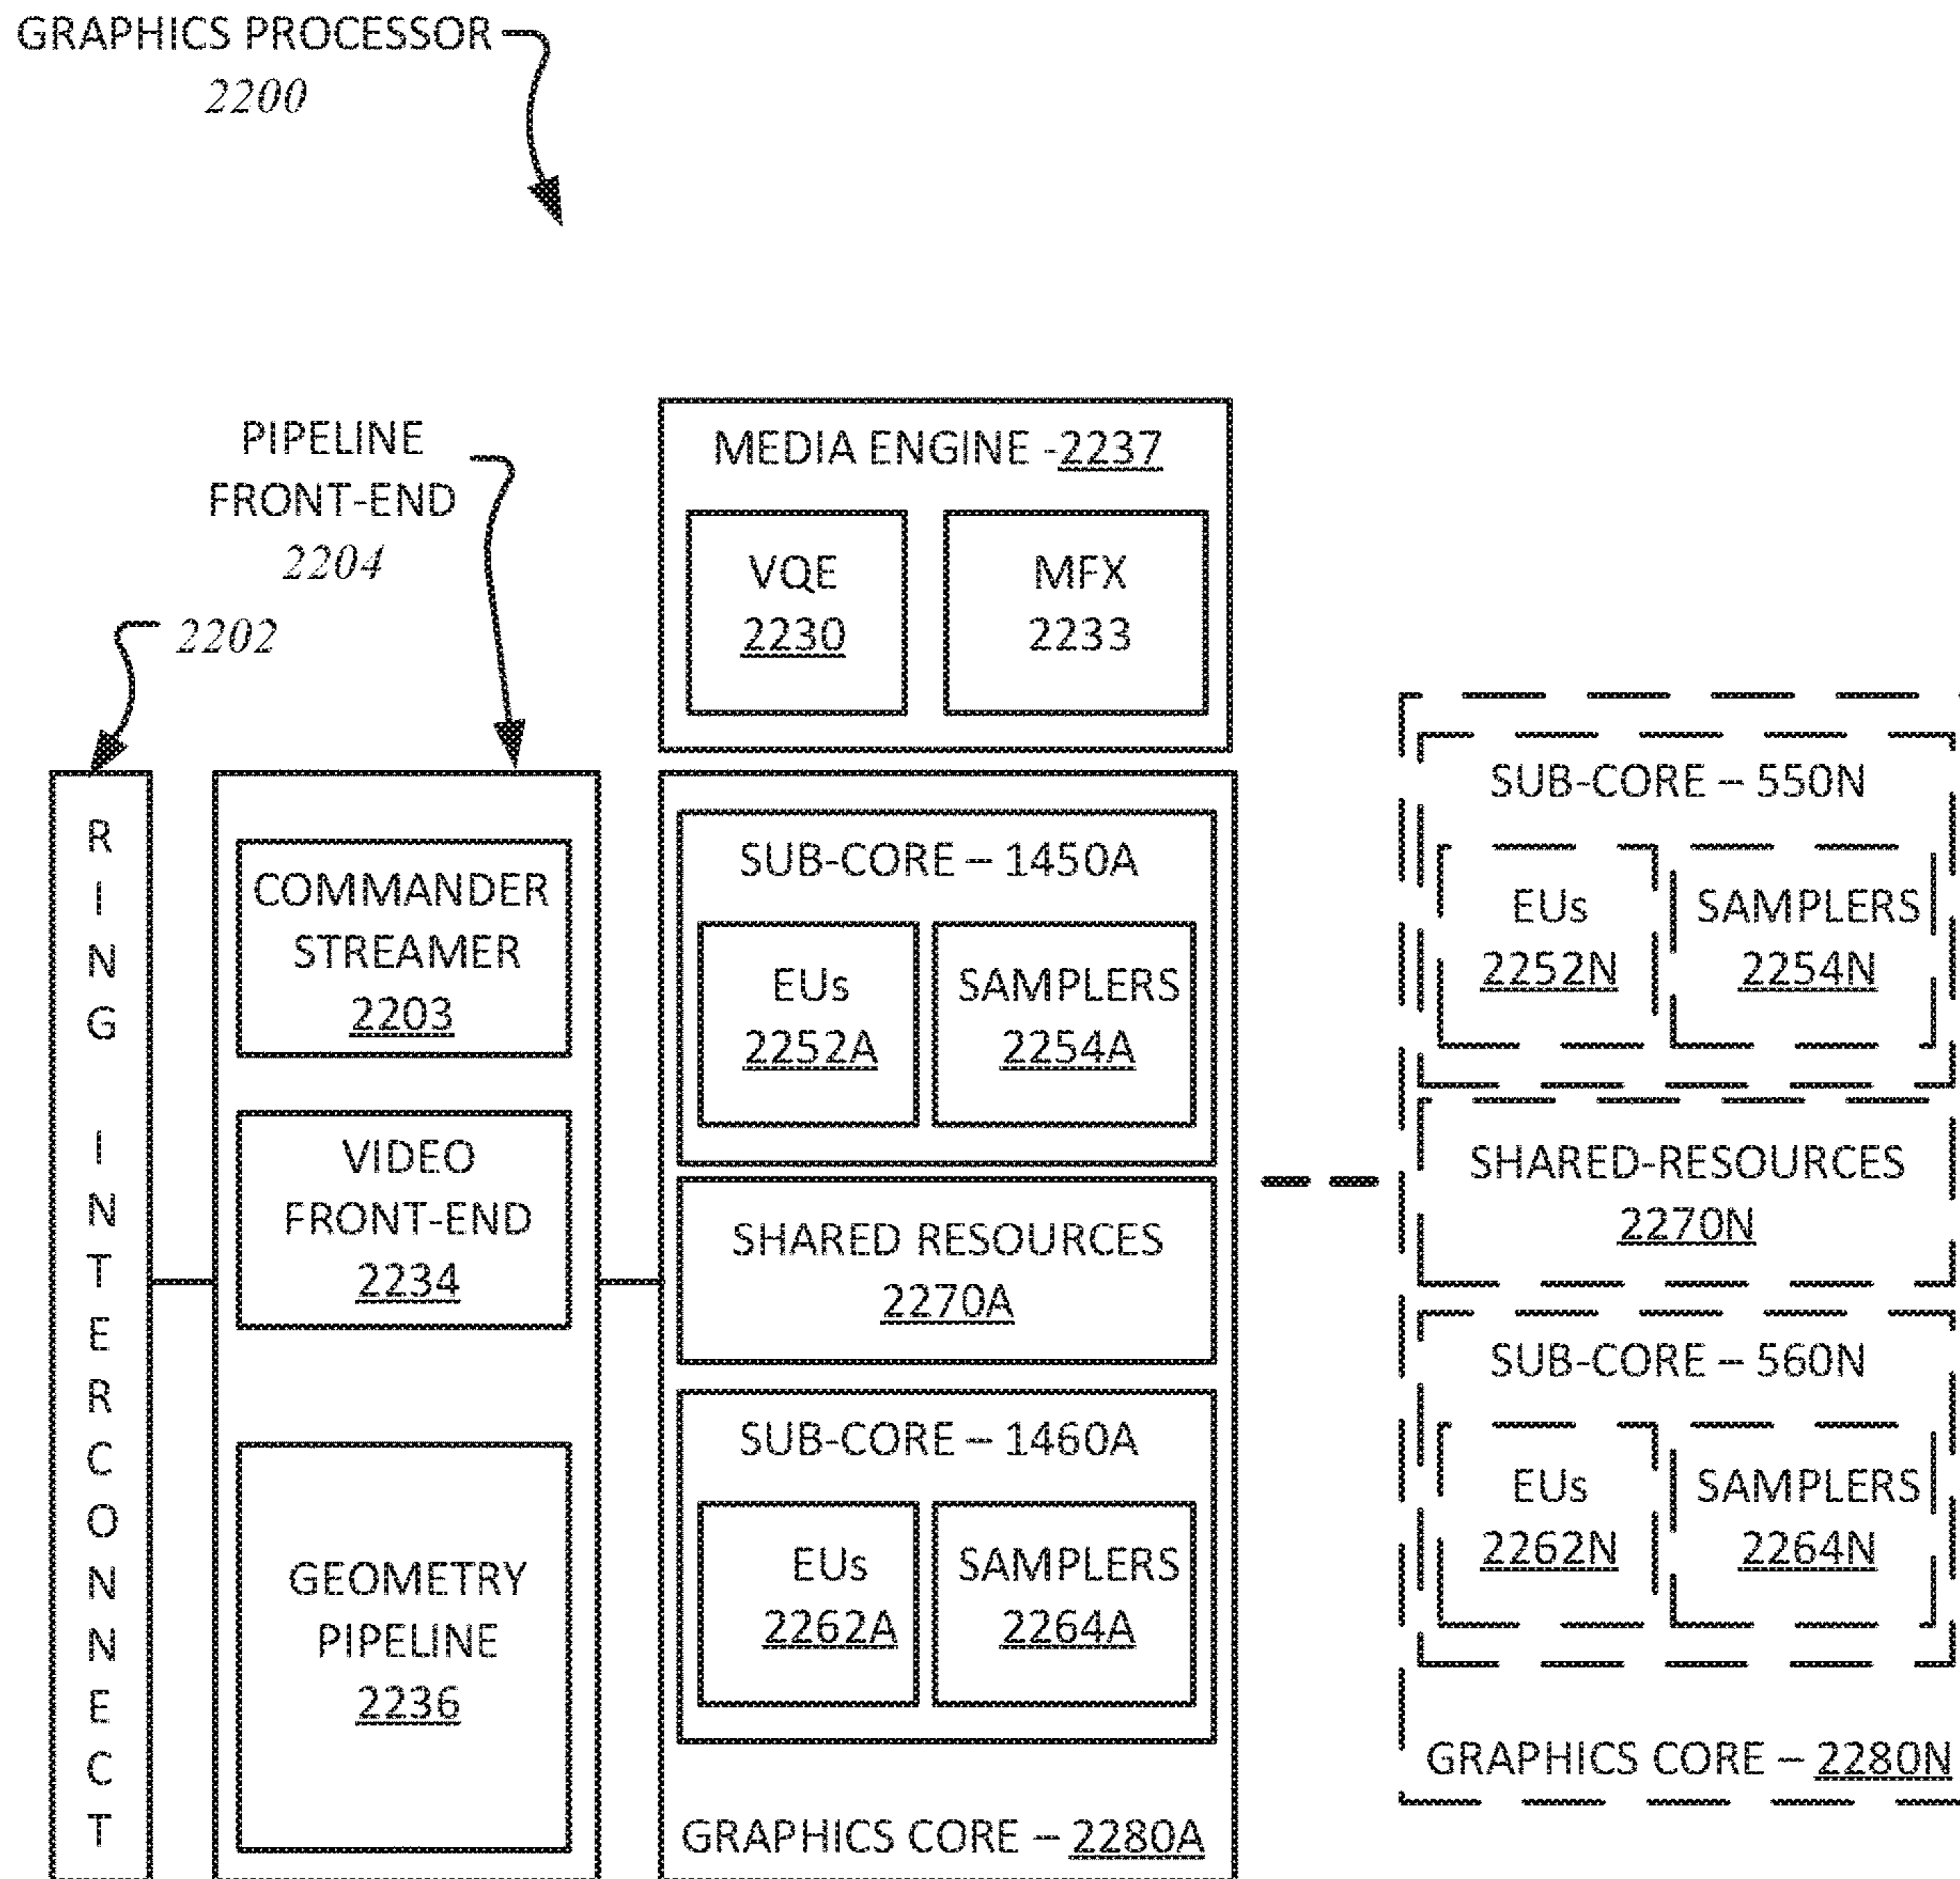 GRAPHICS PROCESSOR
2200
PIPELINE
FRONT-END
2204
2202
RING INTERCONNECT
COMMANDER
STREAMER
2203
VIDEO
FRONT-END
2234
GEOMETRY
PIPELINE
2236
MEDIA ENGINE -2237
VQE
2230
MFX
2233
SUB-CORE – 1450A
EUs
2252A
SAMPLERS
2254A
SHARED RESOURCES
2270A
SUB-CORE – 1460A
EUs
2262A
SAMPLERS
2264A
GRAPHICS CORE – 2280A
SUB-CORE – 550N
EUs
2252N
SAMPLERS
2254N
SHARED-RESOURCES
2270N
SUB-CORE – 560N
EUs
2262N
SAMPLERS
2264N
GRAPHICS CORE – 2280N